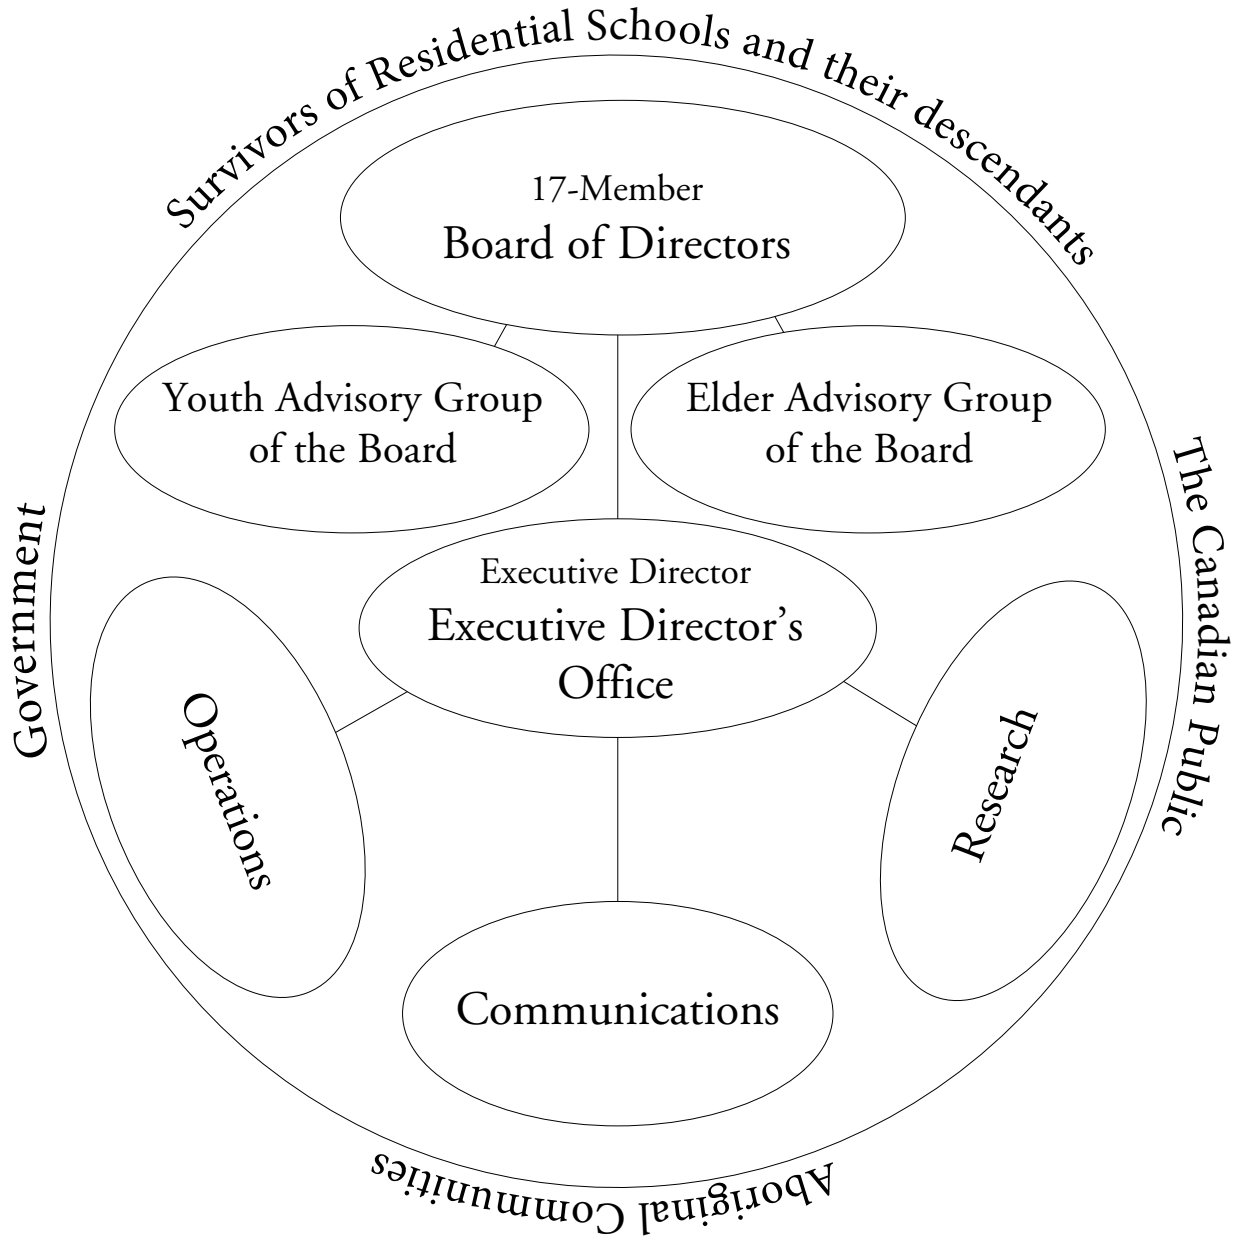 Survivors of Residential Schools and their descendants
17-Member
Board of Directors
Youth Advisory Group
of the Board
Elder Advisory Group
of the Board
Government
The Canadian Public
Executive Director
Executive Director’s
Office
Operations
Research
Communications
Aboriginal Communities